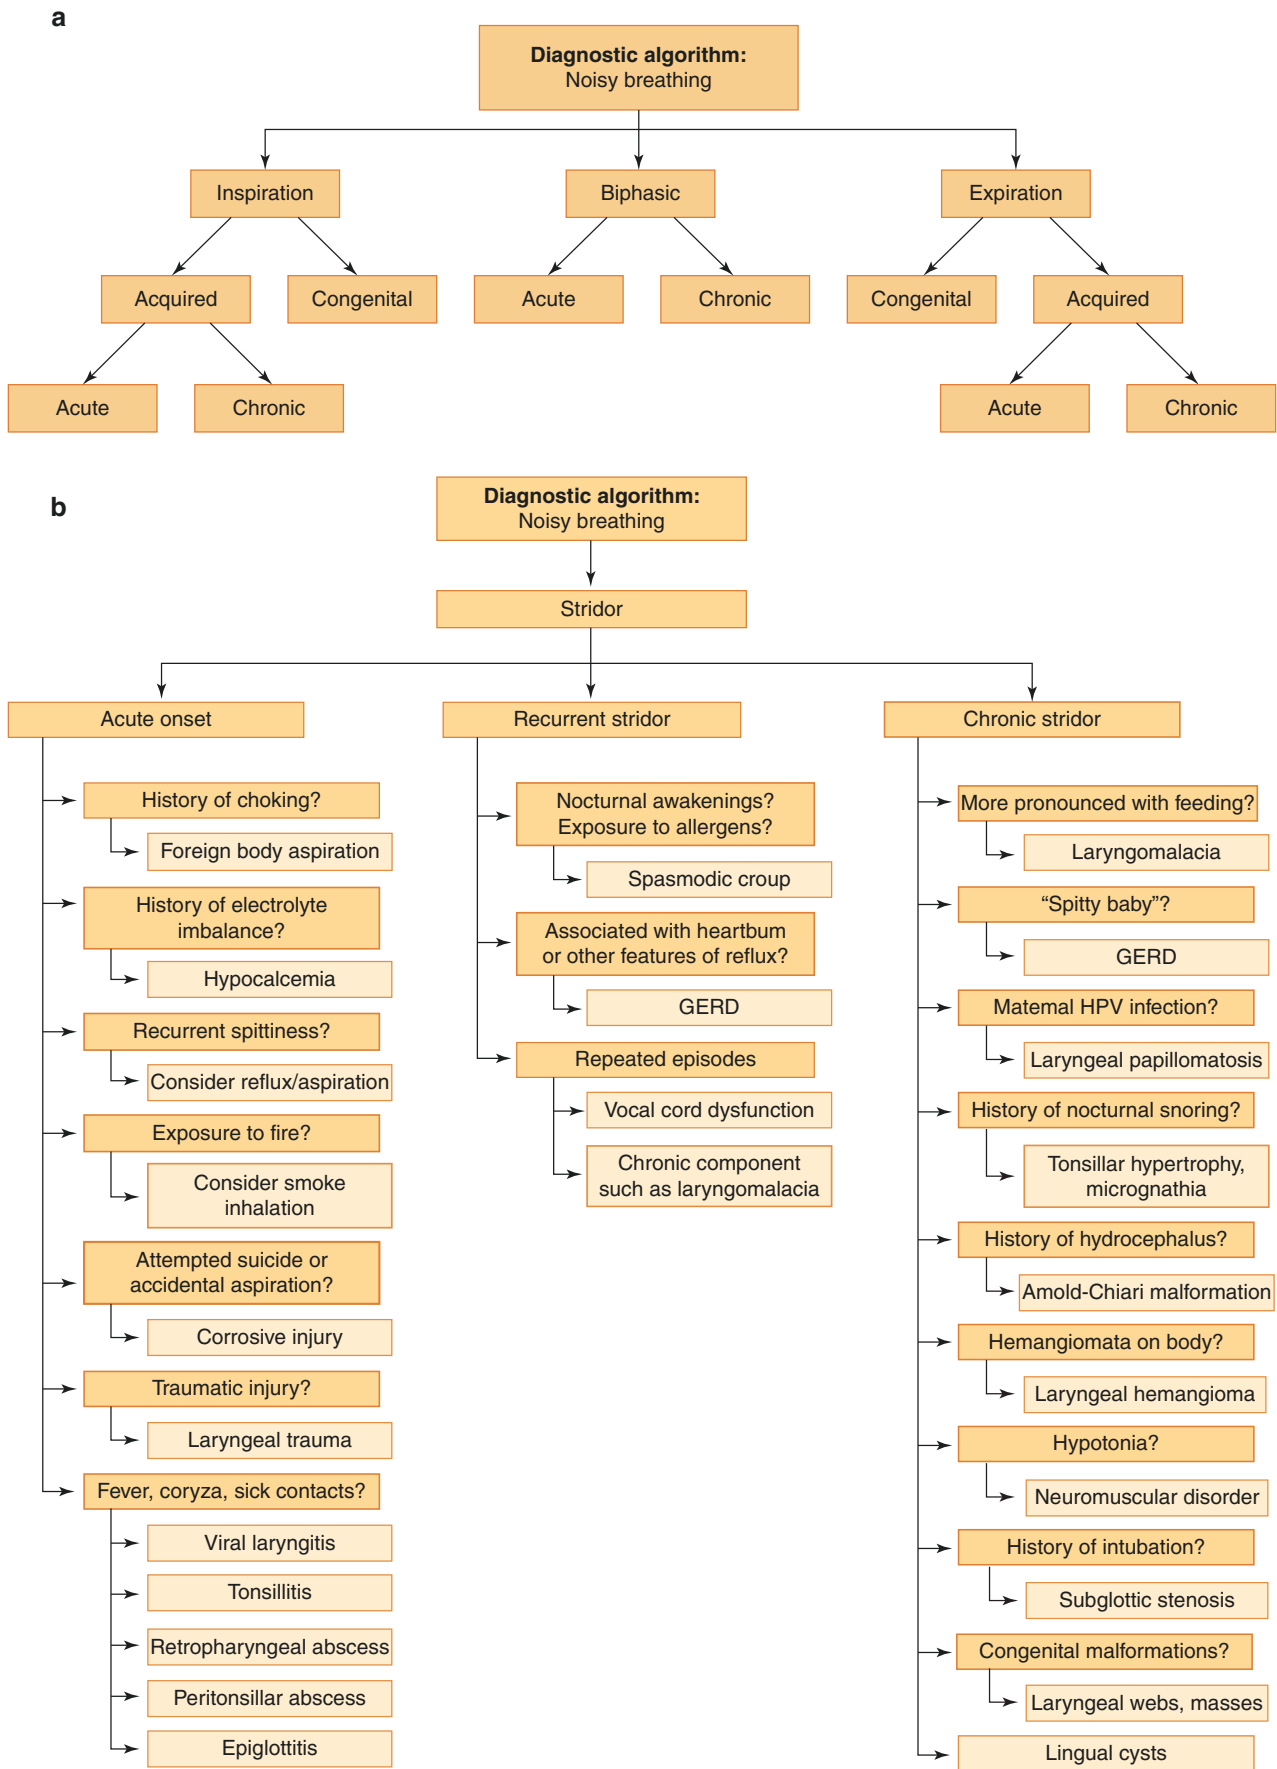 a
Diagnostic algorithm:
Noisy breathing
Inspiration
Biphasic
Expiration
Acquired
Congenital
Acute
Chronic
Congenital
Acquired
Acute
Chronic
Acute
Chronic
b
Diagnostic algorithm:
Noisy breathing
Stridor
Acute onset
History of choking?
Foreign body aspiration
History of electrolyte
imbalance?
Hypocalcemia
Recurrent spittiness?
Consider reflux/aspiration
Exposure to fire?
Consider smoke
inhalation
Attempted suicide or
accidental aspiration?
Corrosive injury
Traumatic injury?
Laryngeal trauma
Fever, coryza, sick contacts?
Viral laryngitis
Tonsillitis
Retropharyngeal abscess
Peritonsillar abscess
Epiglottitis
Recurrent stridor
Nocturnal awakenings?
Exposure to allergens?
Spasmodic croup
Associated with heartbum
or other features of reflux?
GERD
Repeated episodes
Vocal cord dysfunction
Chronic component
such as laryngomalacia
Chronic stridor
More pronounced with feeding?
Laryngomalacia
“Spitty baby”?
GERD
Matemal HPV infection?
Laryngeal papillomatosis
History of nocturnal snoring?
Tonsillar hypertrophy,
micrognathia
History of hydrocephalus?
Amold-Chiari malformation
Hemangiomata on body?
Laryngeal hemangioma
Hypotonia?
Neuromuscular disorder
History of intubation?
Subglottic stenosis
Congenital malformations?
Laryngeal webs, masses
Lingual cysts